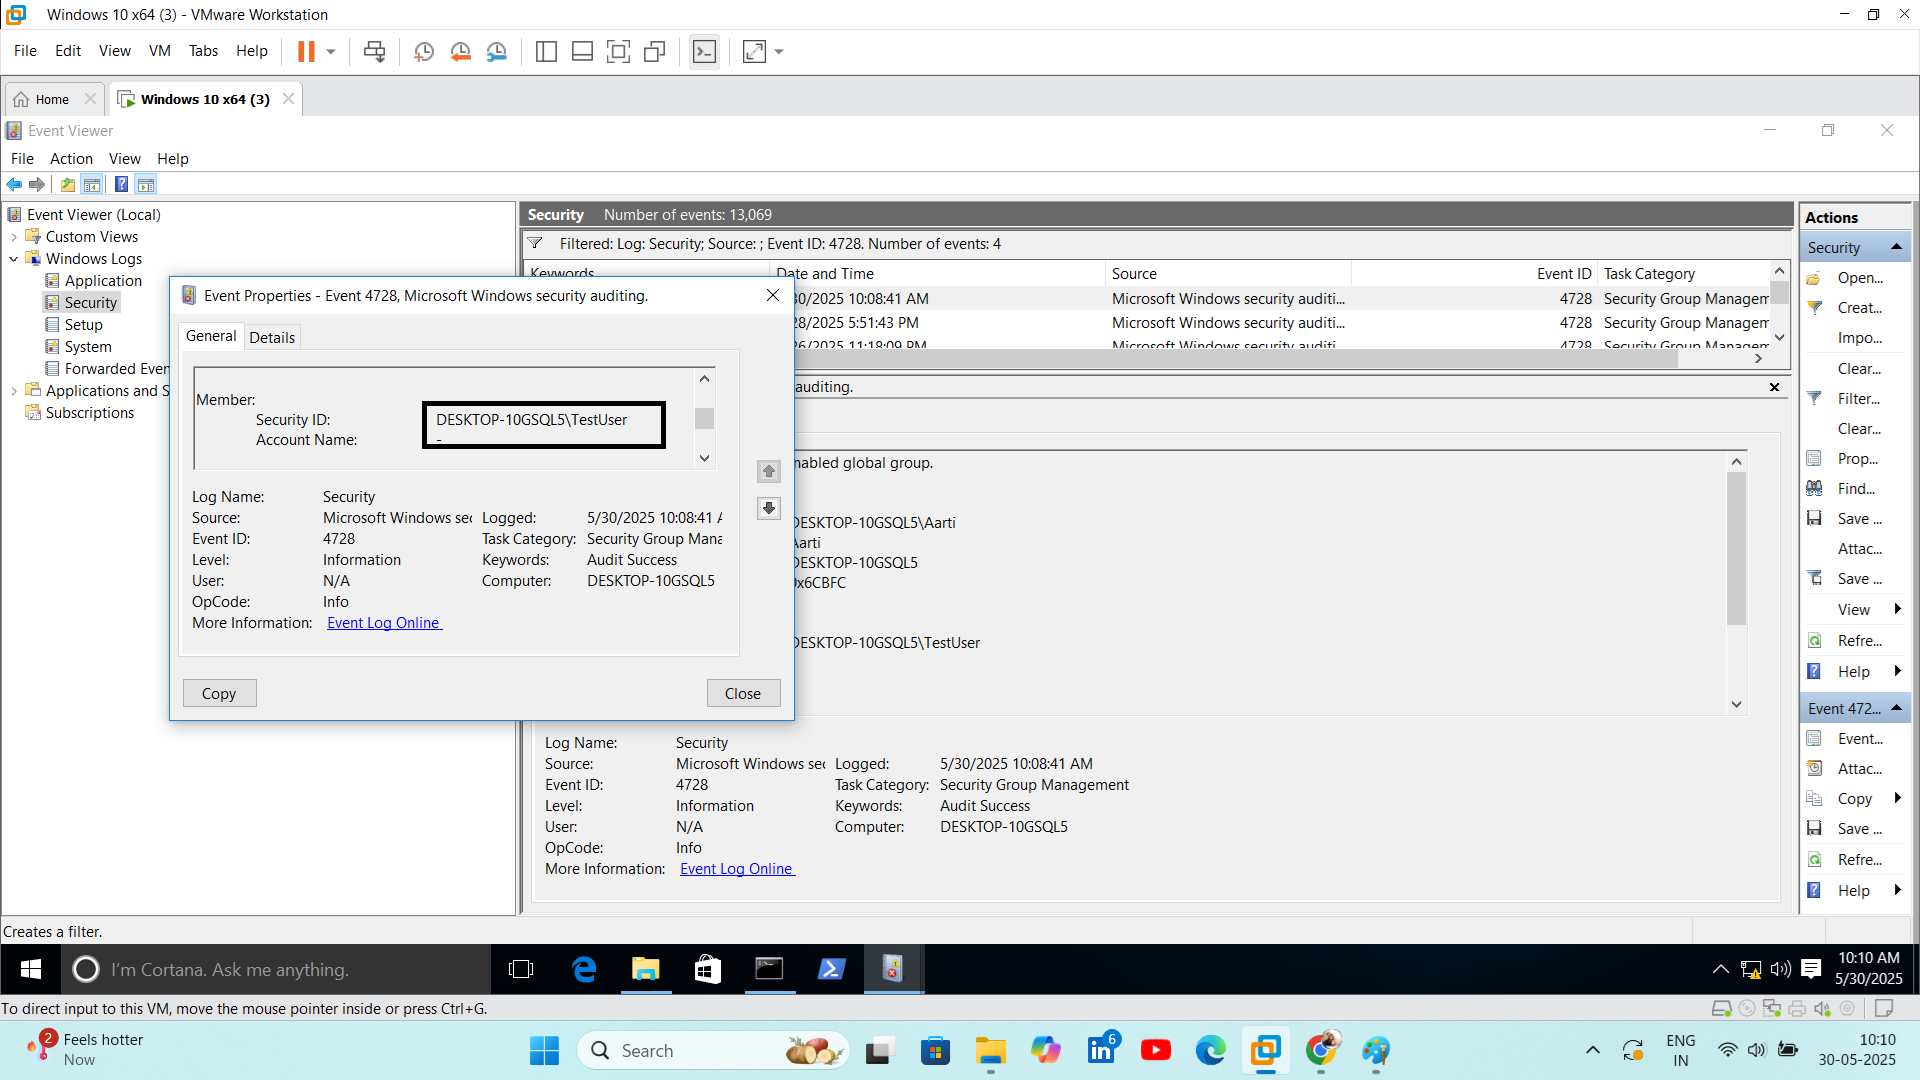 Windows 10 x64 (3) - VMware Workstation
File Edit View VM Tabs Help
Home
Windows 10 x64 (3)
Event Viewer
File Action View Help
Event Viewer (Local)
Custom Views
Windows Logs
Application
Security
Setup
System
Forwarded Even
Applications and S
Subscriptions
Security Number of events: 13,069
Filtered: Log: Security; Source: ; Event ID: 4728. Number of events: 4
Keywords Date and Time Source Event ID Task Category
30/2025 10:08:41 AM Microsoft Windows security auditi... 4728 Security Group Managem
28/2025 5:51:43 PM Microsoft Windows security auditi... 4728 Security Group Managem
26/2025 11:18:09 PM Microsoft Windows security auditi... 4728 Security Group Managem
auditing.
nabled global group.
DESKTOP-10GSQL5\Aarti
Aarti
DESKTOP-10GSQL5
0x6CBFC
DESKTOP-10GSQL5\TestUser
Log Name: Security
Source: Microsoft Windows sec Logged: 5/30/2025 10:08:41 AM
Event ID: 4728 Task Category: Security Group Management
Level: Information Keywords: Audit Success
User: N/A Computer: DESKTOP-10GSQL5
OpCode: Info
More Information: Event Log Online
Event Properties - Event 4728, Microsoft Windows security auditing.
General Details
Member:
Security ID: DESKTOP-10GSQL5\TestUser
Account Name: -
Log Name: Security
Source: Microsoft Windows sec Logged: 5/30/2025 10:08:41 A
Event ID: 4728 Task Category: Security Group Mana
Level: Information Keywords: Audit Success
User: N/A Computer: DESKTOP-10GSQL5
OpCode: Info
More Information: Event Log Online
Copy Close
Actions
Security
Open...
Creat...
Impo...
Clear...
Filter...
Clear...
Prop...
Find...
Save ...
Attac...
Save ...
View
Refre...
Help
Event 472...
Event...
Attac...
Copy
Save ...
Refre...
Help
Creates a filter.
I'm Cortana. Ask me anything.
10:10 AM
5/30/2025
To direct input to this VM, move the mouse pointer inside or press Ctrl+G.
2
Feels hotter
Now
Search
6
ENG
IN
10:10
30-05-2025